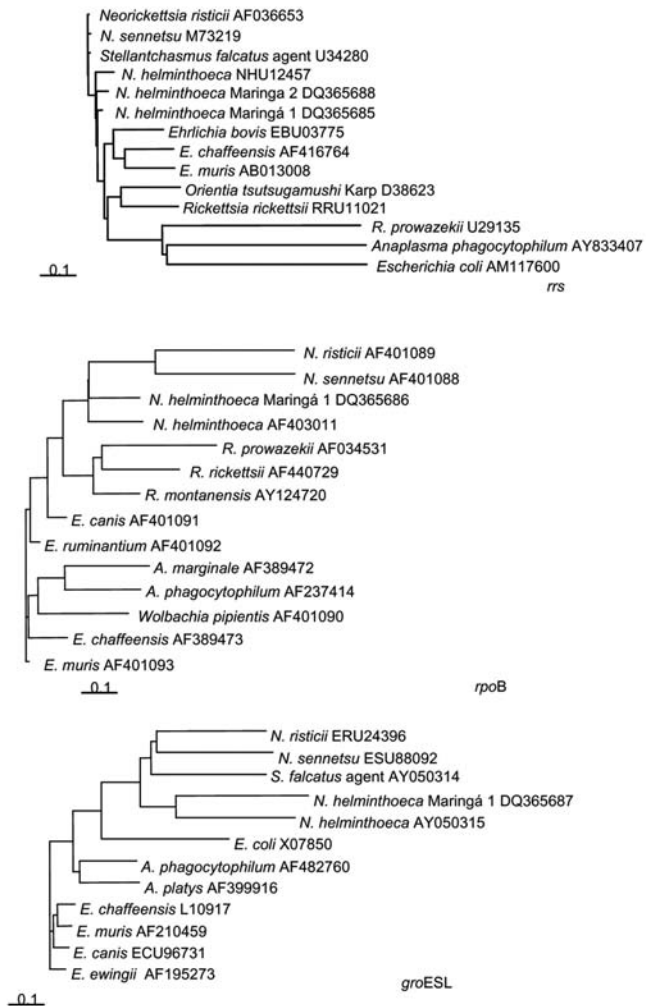 Neorickettsia risticii AF036653
N. sennetsu M73219
Stellantchasmus falcatus agent U34280
N. helminthoeca NHU12457
N. helminthoeca Maringa 2 DQ365688
N. helminthoeca Maringá 1 DQ365685
Ehrlichia bovis EBU03775
E. chaffeensis AF416764
E. muris AB013008
Orientia tsutsugamushi Karp D38623
Rickettsia rickettsii RRU11021
R. prowazekii U29135
Anaplasma phagocytophilum AY833407
Escherichia coli AM117600
0.1
rrs
N. risticii AF401089
N. sennetsu AF401088
N. helminthoeca Maringá 1 DQ365686
N. helminthoeca AF403011
R. prowazekii AF034531
R. rickettsii AF440729
R. montanensis AY124720
E. canis AF401091
E. ruminantium AF401092
A. marginale AF389472
A. phagocytophilum AF237414
Wolbachia pipientis AF401090
E. chaffeensis AF389473
E. muris AF401093
0.1
rpoB
N. risticii ERU24396
N. sennetsu ESU88092
S. falcatus agent AY050314
N. helminthoeca Maringá 1 DQ365687
N. helminthoeca AY050315
E. coli X07850
A. phagocytophilum AF482760
A. platys AF399916
E. chaffeensis L10917
E. muris AF210459
E. canis ECU96731
E. ewingii AF195273
0.1
groESL